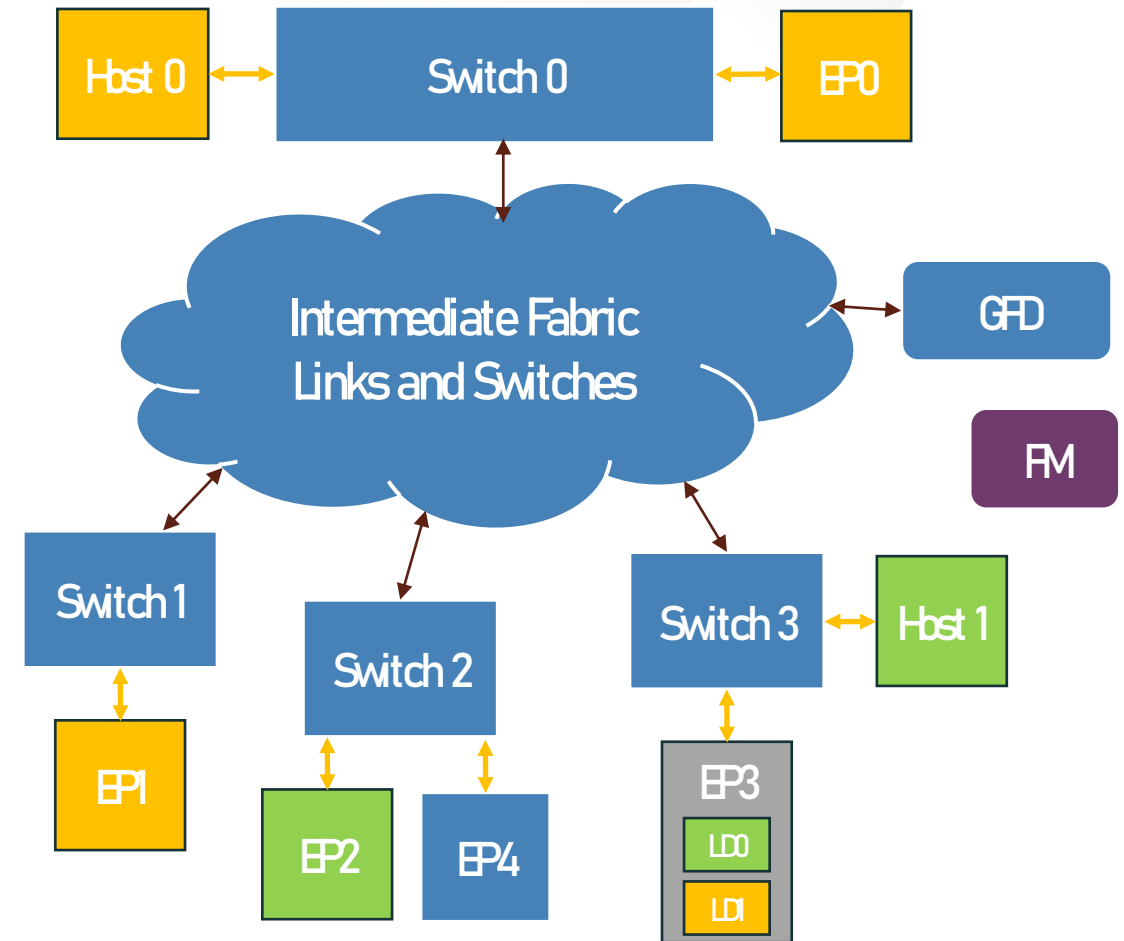 Host 0
Switch 0
EP0
Intermediate Fabric
Links and Switches
GFD
FM
Switch 1
Switch 2
Switch 3
Host 1
EP1
EP2
EP4
EP3
LD0
LD1